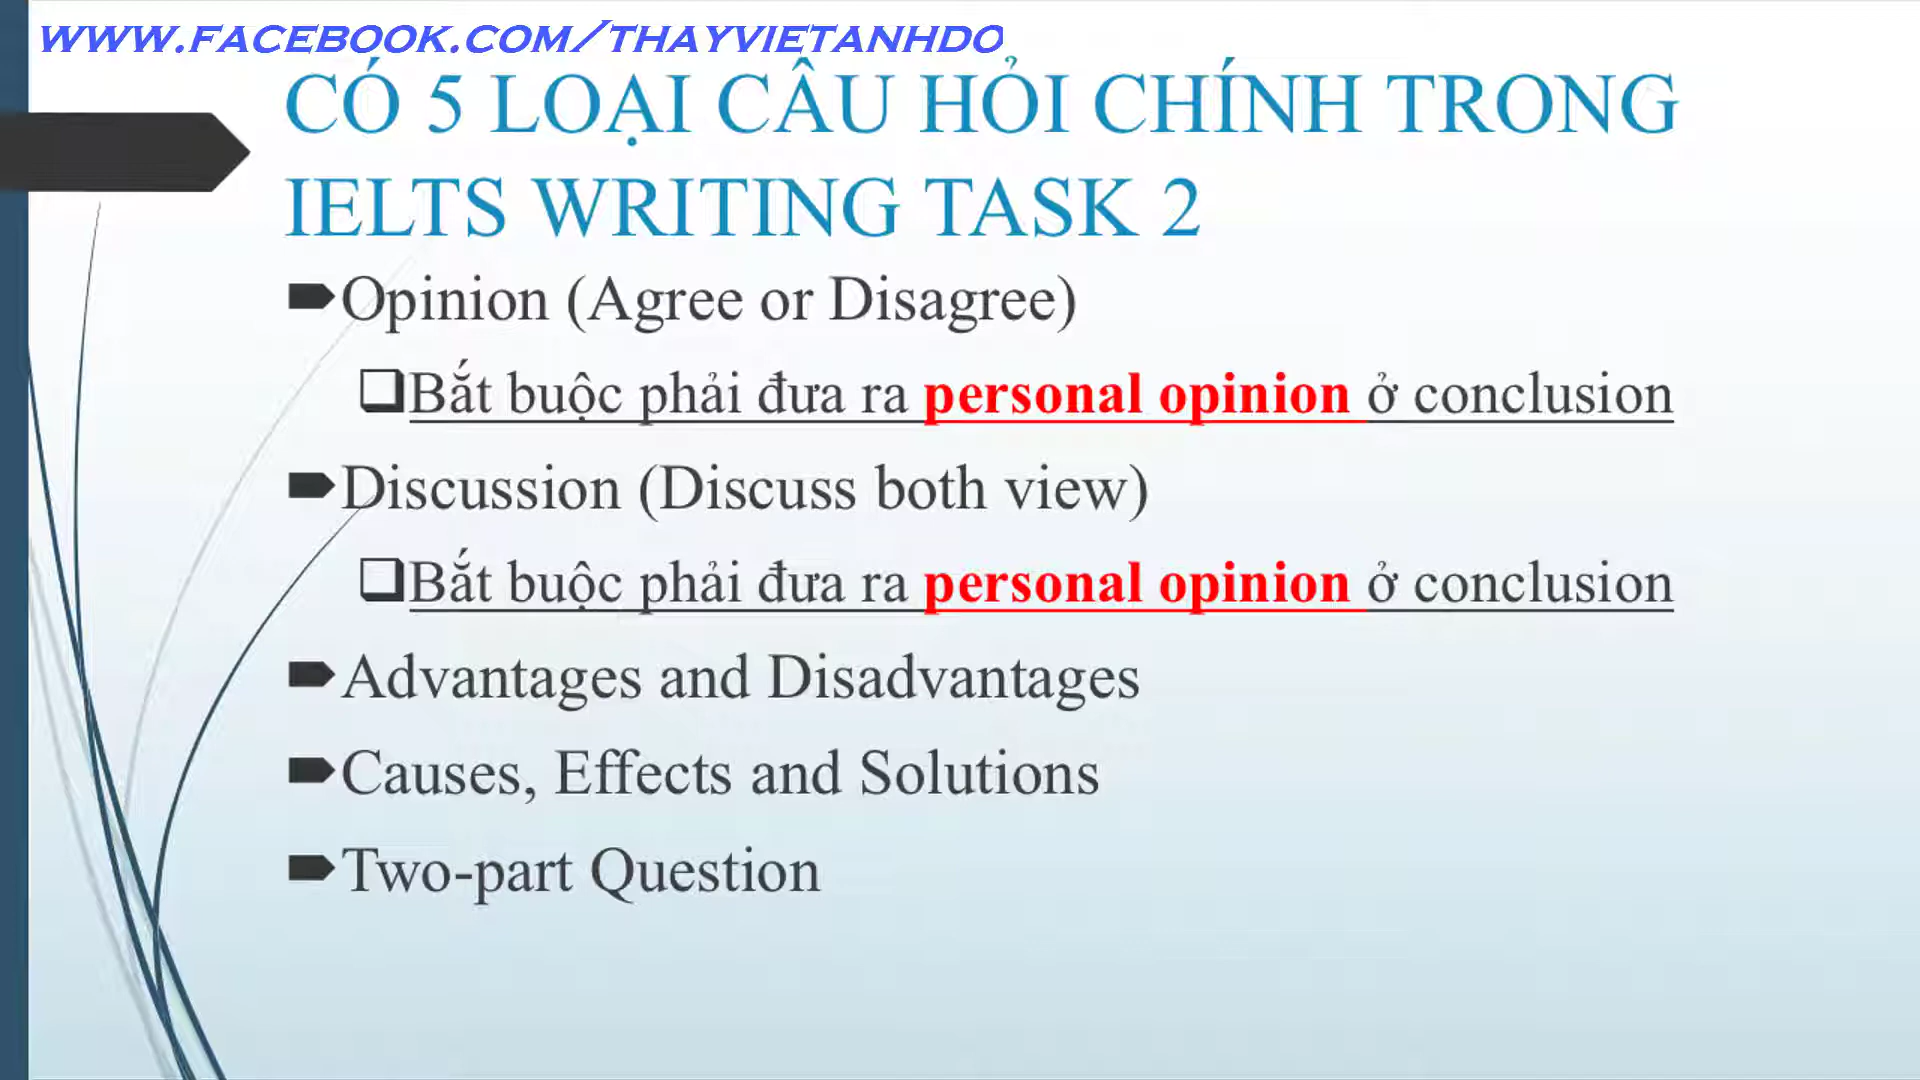 WWW.FACEBOOK.COM/THAYVIETANHDO
CÓ 5 LOẠI CÂU HỎI CHÍNH TRONG
IELTS WRITING TASK 2
Opinion (Agree or Disagree)
Bắt buộc phải đưa ra personal opinion ở conclusion
Discussion (Discuss both view)
Bắt buộc phải đưa ra personal opinion ở conclusion
Advantages and Disadvantages
Causes, Effects and Solutions
Two-part Question